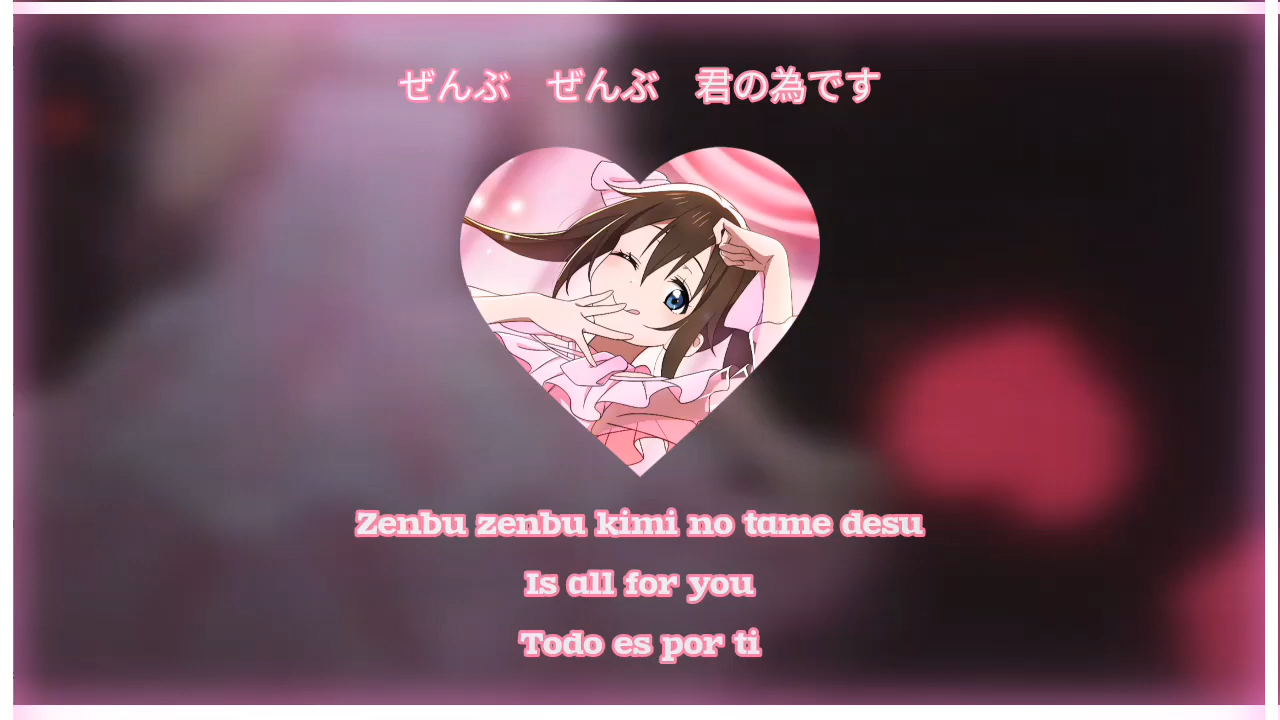 ぜんぶ　ぜんぶ　君の為です
Zenbu zenbu kimi no tame desu
Is all for you
Todo es por ti